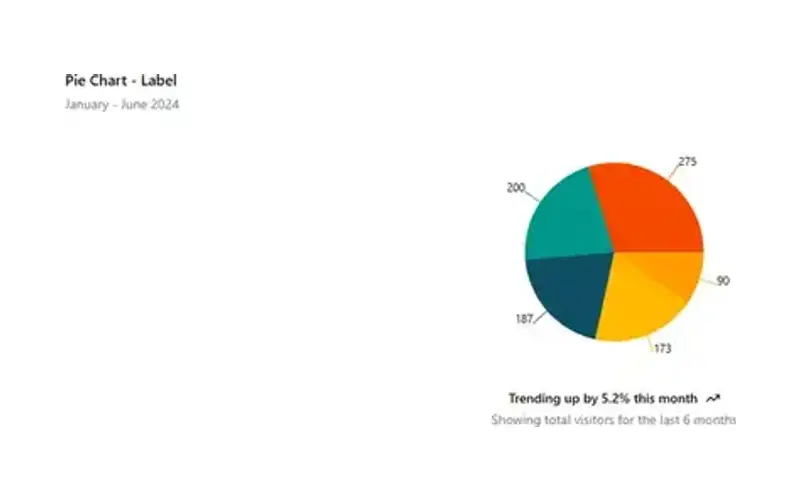 Pie Chart - Label
January - June 2024
275
200
90
187
173
Trending up by 5.2% this month
Showing total visitors for the last 6 months